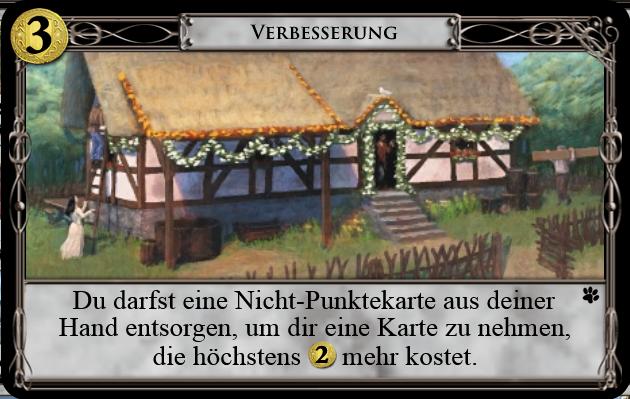 3
VERBESSERUNG
Du darfst eine Nicht-Punktekarte aus deiner
Hand entsorgen, um dir eine Karte zu nehmen,
die höchstens 2 mehr kostet.